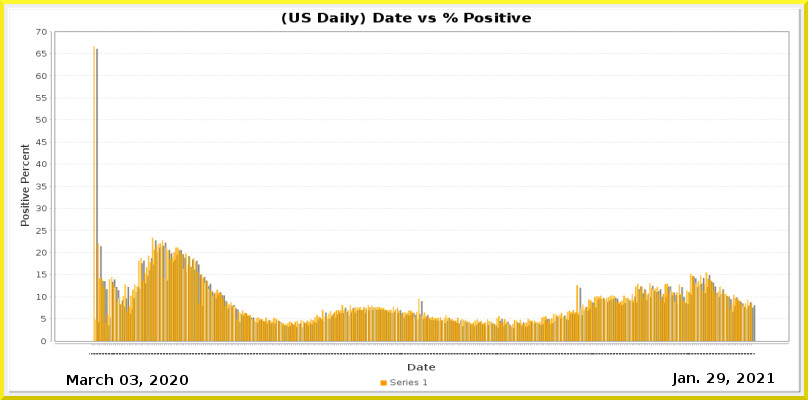 (US Daily) Date vs % Positive
70
65
60
55
50
45
40
35
30
25
20
15
10
5
0
Positive Percent
Date
March 03, 2020
Series 1
Jan. 29, 2021